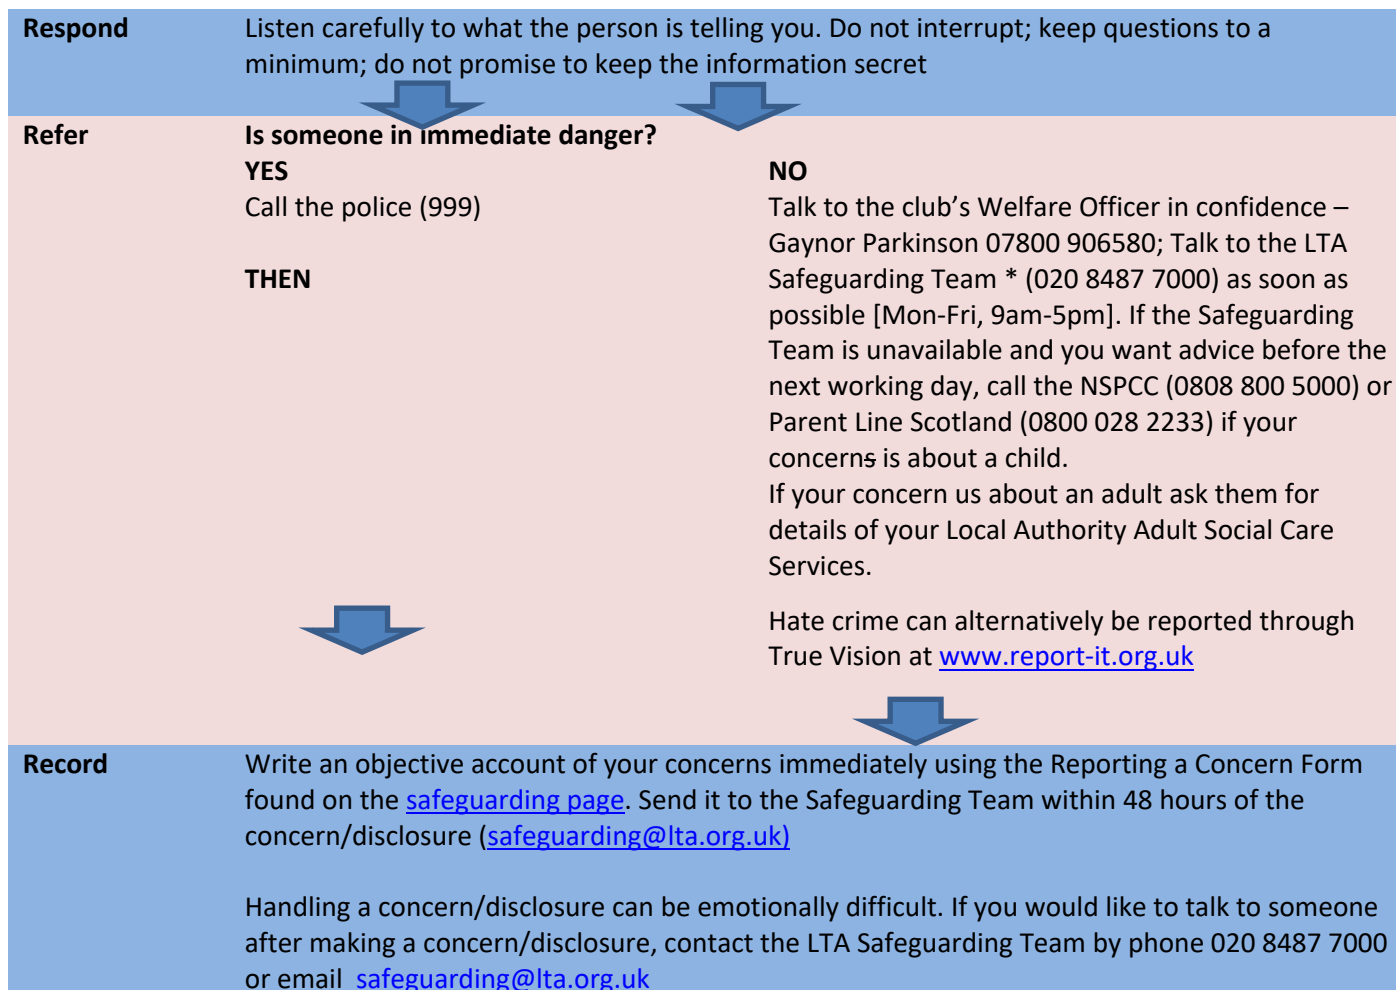 Respond
Listen carefully to what the person is telling you. Do not interrupt; keep questions to a
minimum; do not promise to keep the information secret
Refer
Is someone in immediate danger?
YES
Call the police (999)
THEN
NO
Talk to the club’s Welfare Officer in confidence –
Gaynor Parkinson 07800 906580; Talk to the LTA
Safeguarding Team * (020 8487 7000) as soon as
possible [Mon-Fri, 9am-5pm]. If the Safeguarding
Team is unavailable and you want advice before the
next working day, call the NSPCC (0808 800 5000) or
Parent Line Scotland (0800 028 2233) if your
concerns is about a child.
If your concern us about an adult ask them for
details of your Local Authority Adult Social Care
Services.
Hate crime can alternatively be reported through
True Vision at www.report-it.org.uk
Record
Write an objective account of your concerns immediately using the Reporting a Concern Form
found on the safeguarding page. Send it to the Safeguarding Team within 48 hours of the
concern/disclosure (safeguarding@lta.org.uk)
Handling a concern/disclosure can be emotionally difficult. If you would like to talk to someone
after making a concern/disclosure, contact the LTA Safeguarding Team by phone 020 8487 7000
or email safeguarding@lta.org.uk